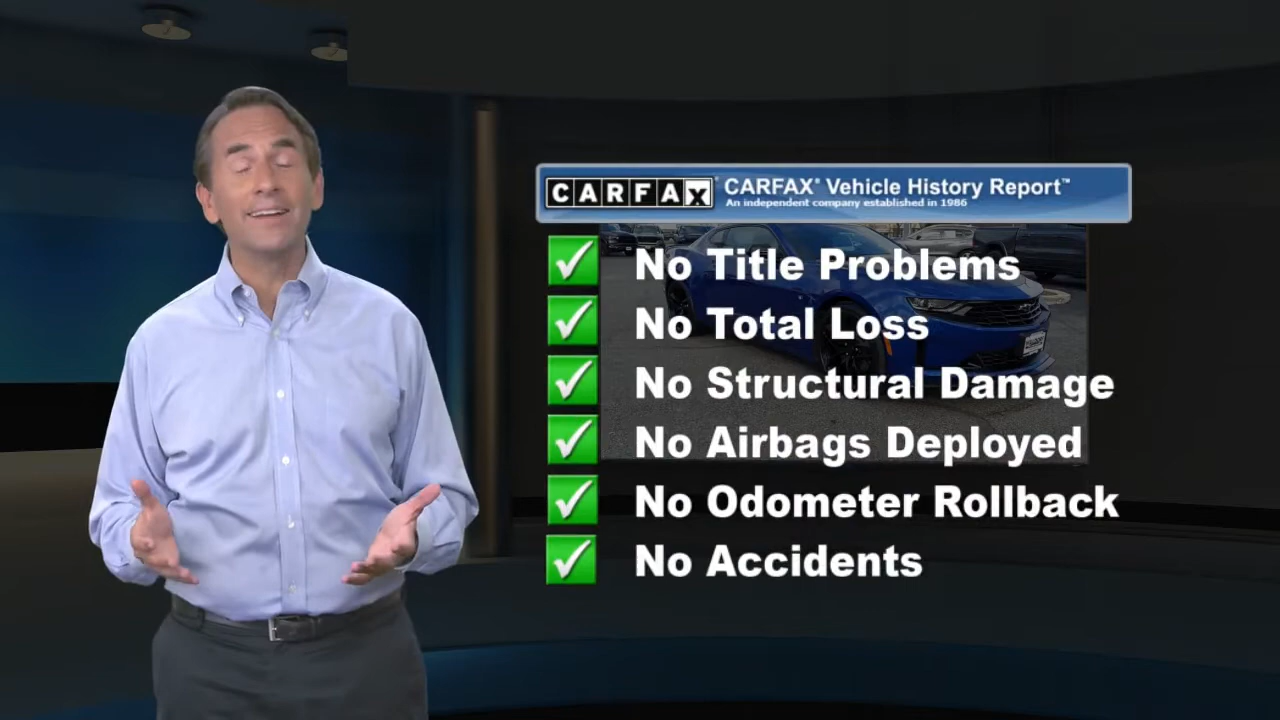 CARFAX
CARFAX® Vehicle History Report™
An independent company established in 1986
No Title Problems
No Total Loss
No Structural Damage
No Airbags Deployed
No Odometer Rollback
No Accidents